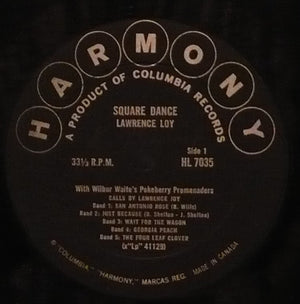 HARMONY
A PRODUCT OF COLUMBIA RECORDS
SQUARE DANCE
LAWRENCE LOY
Side 1
33⅓ R.P.M.
HL 7035
With Wilbur Waite's Pokeberry Promenaders
CALLS BY LAWRENCE LOY
Band 1: SAN ANTONIO ROSE (B. Wills)
Band 2: JUST BECAUSE (B. Shelton - J. Shelton)
Band 3: WAIT FOR THE WAGON
Band 4: GEORGIA PEACH
Band 5: THE FOUR LEAF CLOVER
(x"Lp" 41129)
® "COLUMBIA," "HARMONY," MARCAS REG. MADE IN CANADA